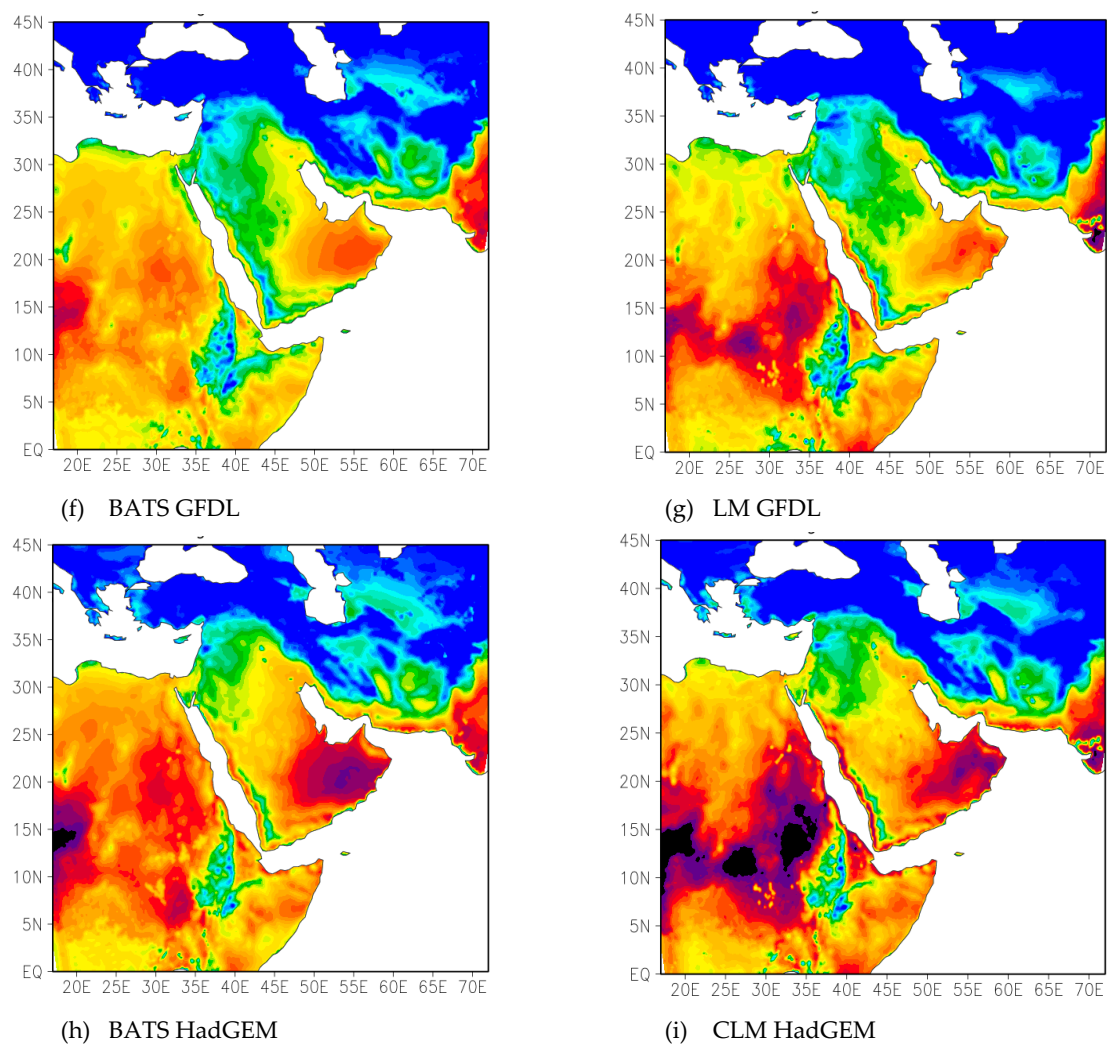 45N 45N
40N 40N
35N 35N
30N 30N
25N 25N
20N 20N
15N 15N
10N 10N
5N 5N
EQ EQ
20E 25E 30E 35E 40E 45E 50E 55E 60E 65E 70E 20E 25E 30E 35E 40E 45E 50E 55E 60E 65E 70E
(f) BATS GFDL (g) LM GFDL
45N 45N
40N 40N
35N 35N
30N 30N
25N 25N
20N 20N
15N 15N
10N 10N
5N 5N
EQ EQ
20E 25E 30E 35E 40E 45E 50E 55E 60E 65E 70E 20E 25E 30E 35E 40E 45E 50E 55E 60E 65E 70E
(h) BATS HadGEM (i) CLM HadGEM